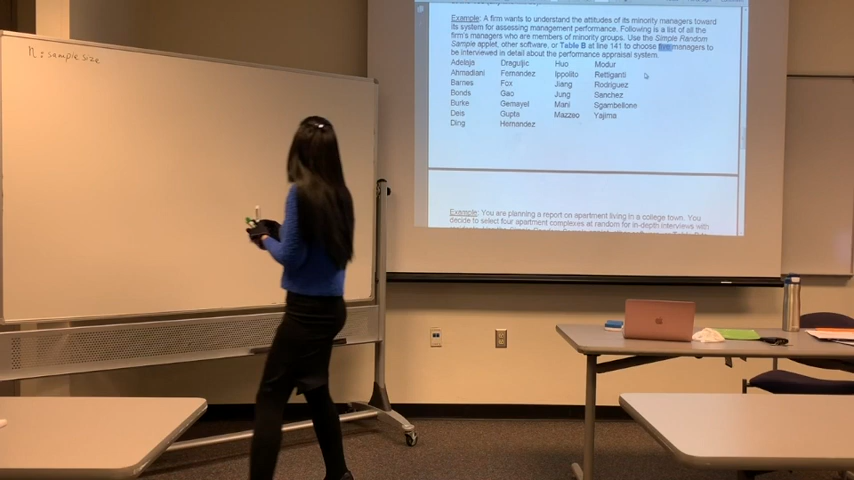 n: sample size
Example: A firm wants to understand the attitudes of its minority managers toward
its system for assessing management performance. Following is a list of all the
firm's managers who are members of minority groups. Use the Simple Random
Sample applet, other software, or Table B at line 141 to choose five managers to
be interviewed in detail about the performance appraisal system.
Adelaja Draguljic Huo Modur
Ahmadiani Fernandez Ippolito Rettiganti
Barnes Fox Jiang Rodriguez
Bonds Gao Jung Sanchez
Burke Gemayel Mani Sgambellone
Deis Gupta Mazzeo Yajima
Ding Hernandez
Example: You are planning a report on apartment living in a college town. You
decide to select four apartment complexes at random for in-depth interviews with